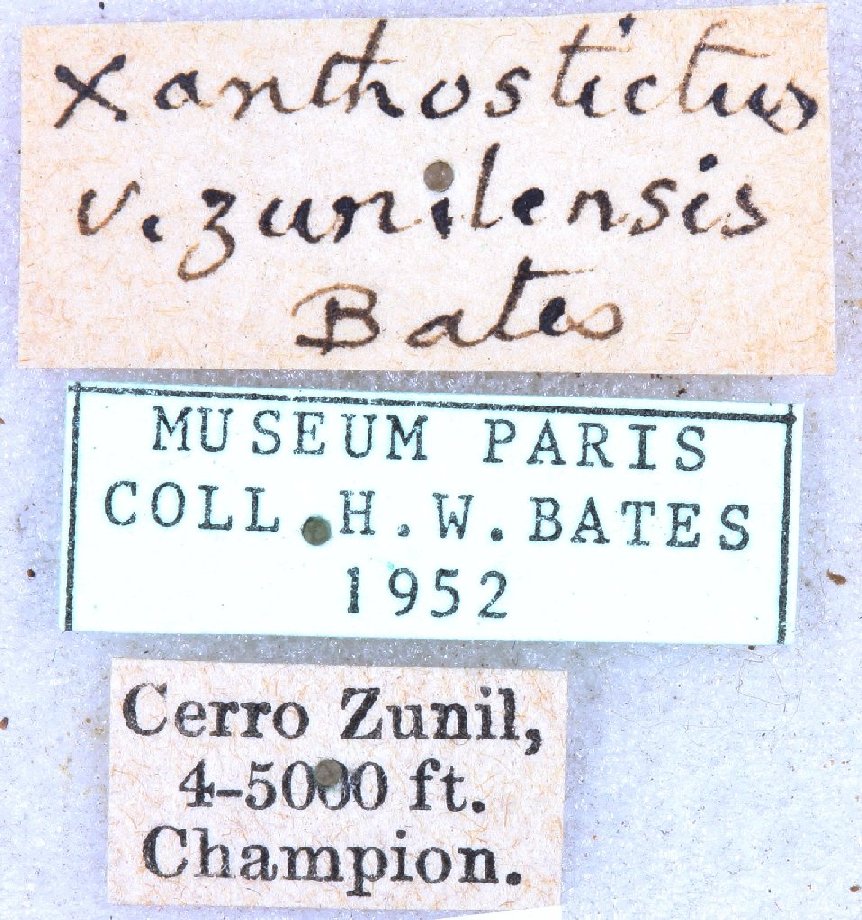 Xanthostictus
v. zunilensis
Bates
MUSEUM PARIS
COLL. H.W.BATES
1952
Cerro Zunil,
4-5000 ft.
Champion.